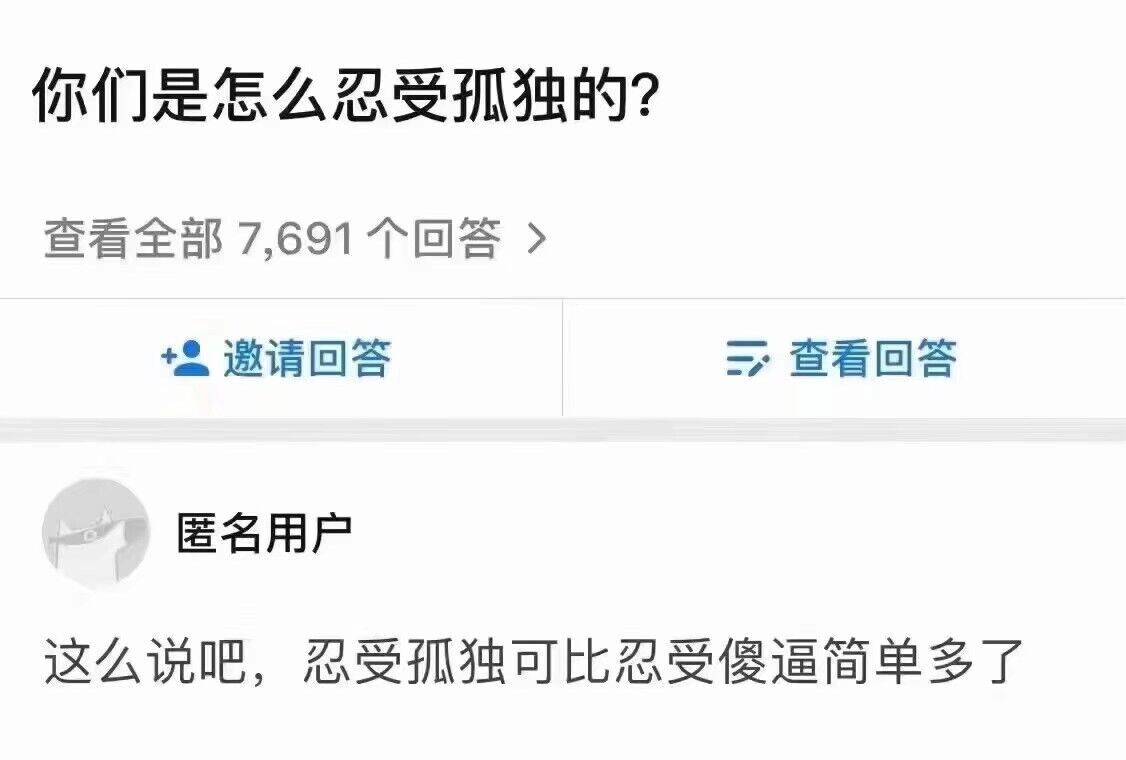 你们是怎么忍受孤独的?
查看全部 7,691 个回答 >
邀请回答
查看回答
匿名用户
这么说吧，忍受孤独可比忍受傻逼简单多了